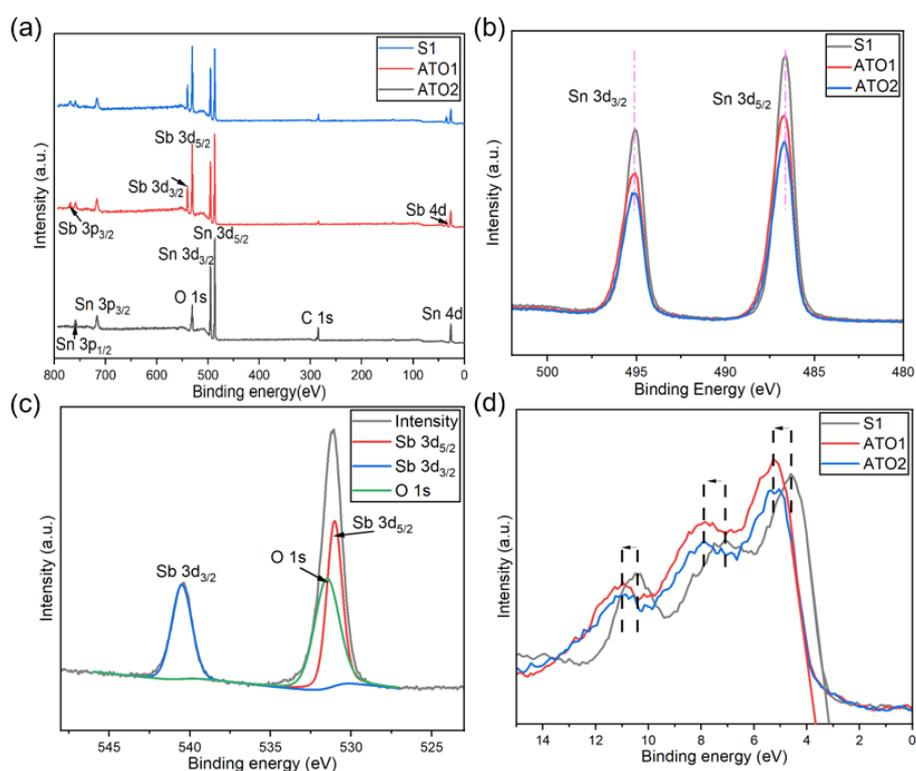 (a)
S1
ATO1
ATO2
Sb 3d5/2
Sb 3d3/2
Sb 4d
Sb 3p3/2
Sn 3d5/2
Sn 3d3/2
Sn 3p3/2
O 1s
C 1s
Sn 4d
Sn 3p1/2
Intensity (a.u.)
800 700 600 500 400 300 200 100 0
Binding energy(eV)
(b)
S1
ATO1
ATO2
Sn 3d3/2
Sn 3d5/2
Intensity (a.u.)
500 495 490 485 480
Binding Energy (eV)
(c)
Intensity
Sb 3d5/2
Sb 3d3/2
O 1s
Sb 3d5/2
O 1s
Sb 3d3/2
Intensity (a.u.)
545 540 535 530 525
Binding energy (eV)
(d)
S1
ATO1
ATO2
Intensity (a.u.)
14 12 10 8 6 4 2 0
Binding energy (eV)